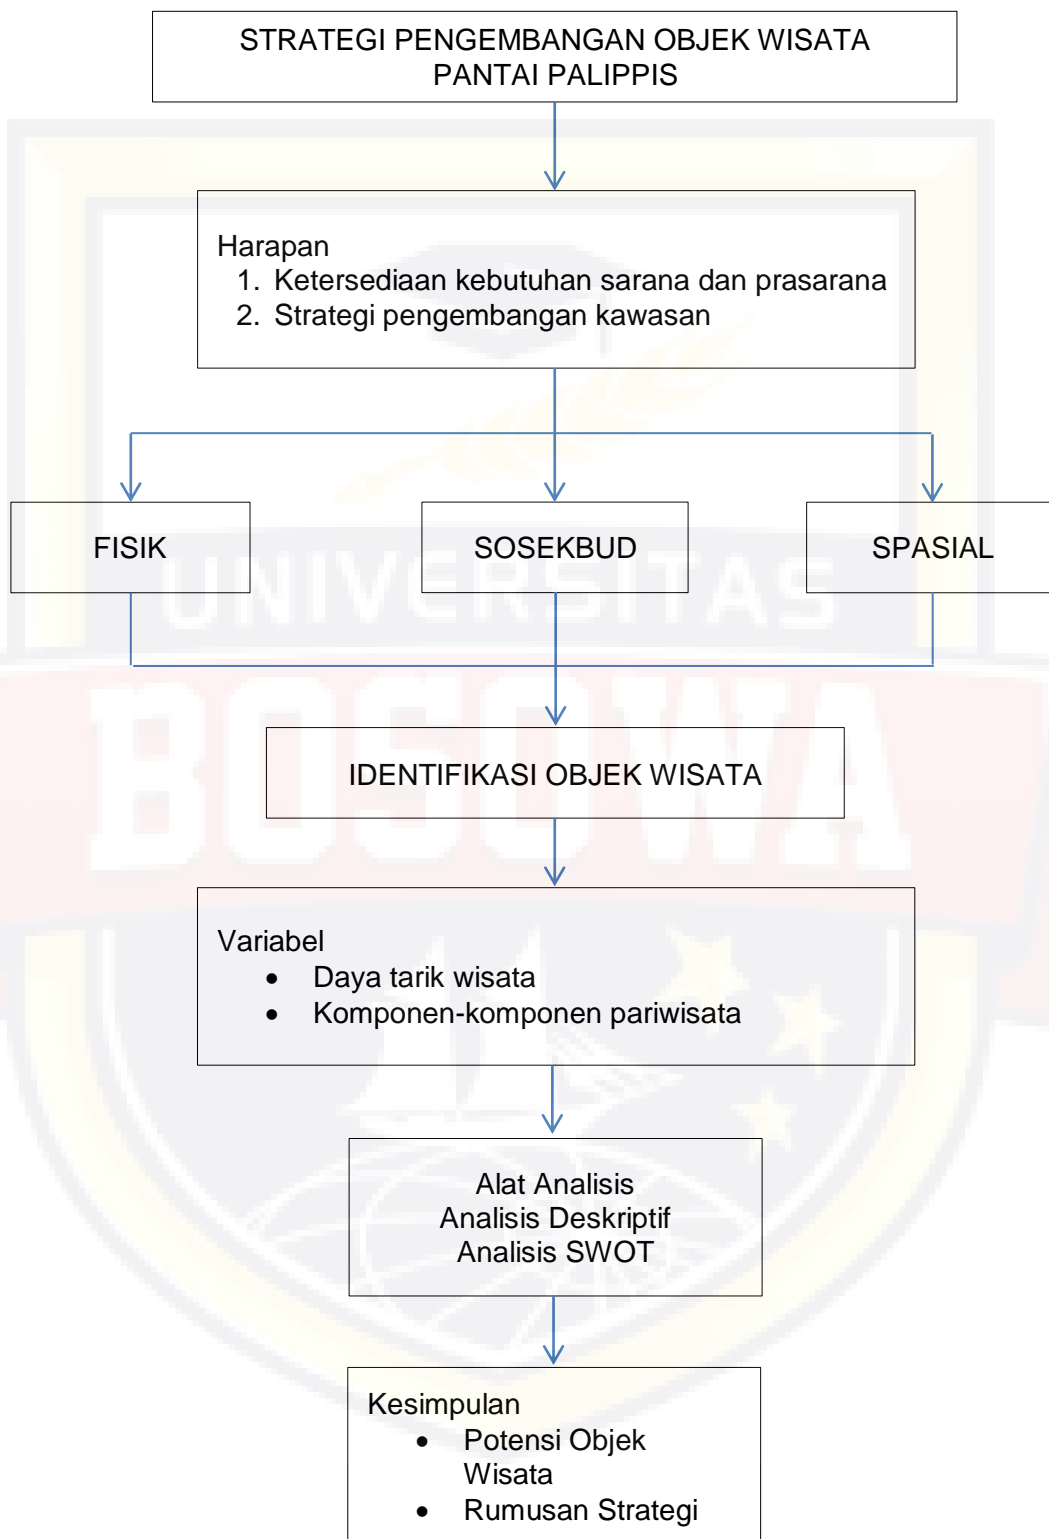 STRATEGI PENGEMBANGAN OBJEK WISATA
PANTAI PALIPPIS
Harapan
1. Ketersediaan kebutuhan sarana dan prasarana
2. Strategi pengembangan kawasan
FISIK
SOSEKBUD
SPASIAL
UNIVERSITAS
BOSOWA
IDENTIFIKASI OBJEK WISATA
Variabel
• Daya tarik wisata
• Komponen-komponen pariwisata
Alat Analisis
Analisis Deskriptif
Analisis SWOT
Kesimpulan
• Potensi Objek
Wisata
• Rumusan Strategi